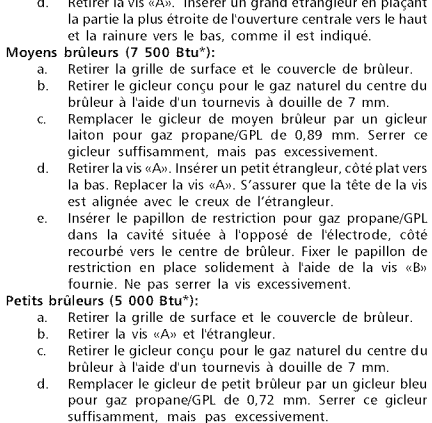 d. Retirer la vis «A». Insérer un grand étrangleur en plaçant
la partie la plus étroite de l'ouverture centrale vers le haut
et la rainure vers le bas, comme il est indiqué.
Moyens brûleurs (7 500 Btu*):
a. Retirer la grille de surface et le couvercle de brûleur.
b. Retirer le gicleur conçu pour le gaz naturel du centre du
brûleur à l'aide d'un tournevis à douille de 7 mm.
c. Remplacer le gicleur de moyen brûleur par un gicleur
laiton pour gaz propane/GPL de 0,89 mm. Serrer ce
gicleur suffisamment, mais pas excessivement.
d. Retirer la vis «A». Insérer un petit étrangleur, côté plat vers
la bas. Replacer la vis «A». S'assurer que la tête de la vis
est alignée avec le creux de l'étrangleur.
e. Insérer le papillon de restriction pour gaz propane/GPL
dans la cavité située à l'opposé de l'électrode, côté
recourbé vers le centre de brûleur. Fixer le papillon de
restriction en place solidement à l'aide de la vis «B»
fournie. Ne pas serrer la vis excessivement.
Petits brûleurs (5 000 Btu*):
a. Retirer la grille de surface et le couvercle de brûleur.
b. Retirer la vis «A» et l'étrangleur.
c. Retirer le gicleur conçu pour le gaz naturel du centre du
brûleur à l'aide d'un tournevis à douille de 7 mm.
d. Remplacer le gicleur de petit brûleur par un gicleur bleu
pour gaz propane/GPL de 0,72 mm. Serrer ce gicleur
suffisamment, mais pas excessivement.